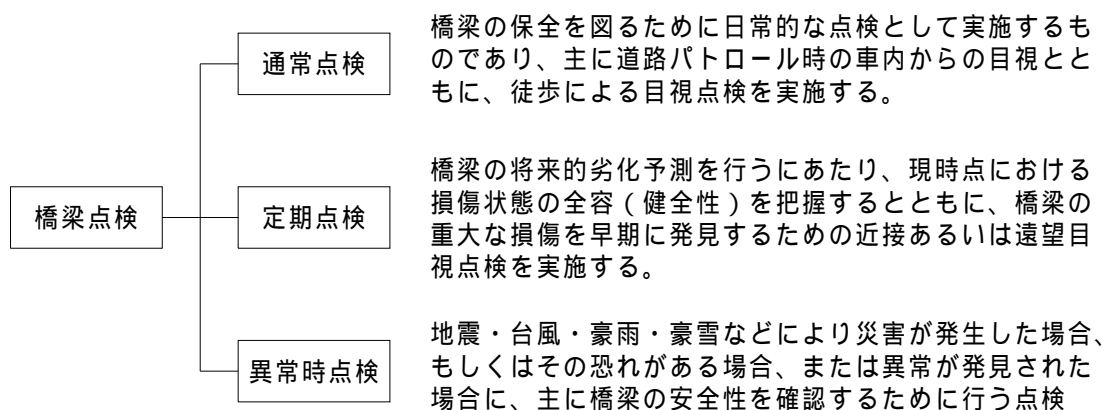 橋梁点検
通常点検
橋梁の保全を図るために日常的な点検として実施するも
のであり、主に道路パトロール時の車内からの目視とと
もに、徒歩による目視点検を実施する。
定期点検
橋梁の将来的劣化予測を行うにあたり、現時点における
損傷状態の全容（健全性）を把握するとともに、橋梁の
重大な損傷を早期に発見するための近接あるいは遠望目
視点検を実施する。
異常時点検
地震・台風・豪雨・豪雪などにより災害が発生した場合、
もしくはその恐れがある場合、または異常が発見された
場合に、主に橋梁の安全性を確認するために行う点検